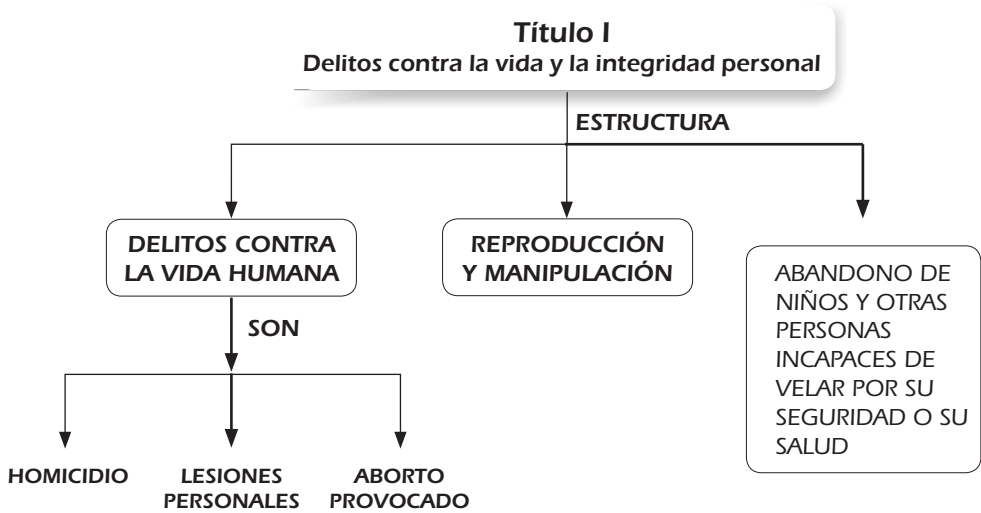 Título I
Delitos contra la vida y la integridad personal
ESTRUCTURA
DELITOS CONTRA
LA VIDA HUMANA
REPRODUCCIÓN
Y MANIPULACIÓN
ABANDONO DE
NIÑOS Y OTRAS
PERSONAS
INCAPACES DE
VELAR POR SU
SEGURIDAD O SU
SALUD
SON
HOMICIDIO
LESIONES
PERSONALES
ABORTO
PROVOCADO